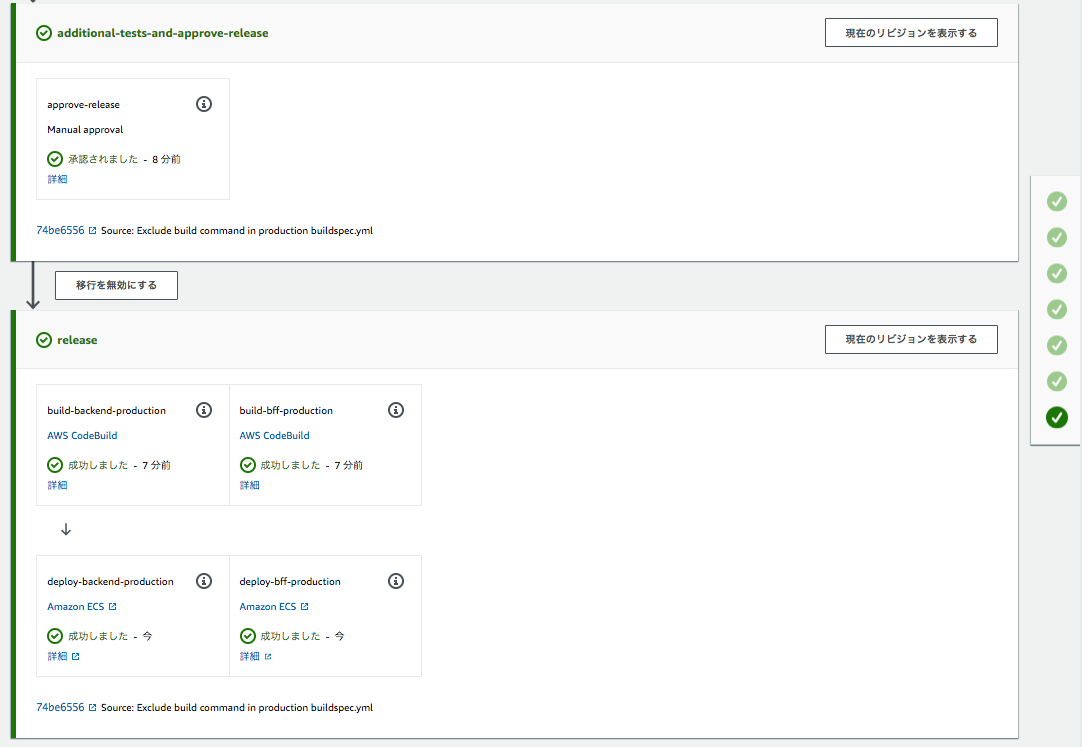 additional-tests-and-approve-release
現在のリビジョンを表示する
approve-release
Manual approval
承認されました - 8 分前
詳細
74be6556 Source: Exclude build command in production buildspec.yml
移行を無効にする
release
現在のリビジョンを表示する
build-backend-production
AWS CodeBuild
成功しました - 7 分前
詳細
build-bff-production
AWS CodeBuild
成功しました - 7 分前
詳細
deploy-backend-production
Amazon ECS
成功しました - 今
詳細
deploy-bff-production
Amazon ECS
成功しました - 今
詳細
74be6556 Source: Exclude build command in production buildspec.yml